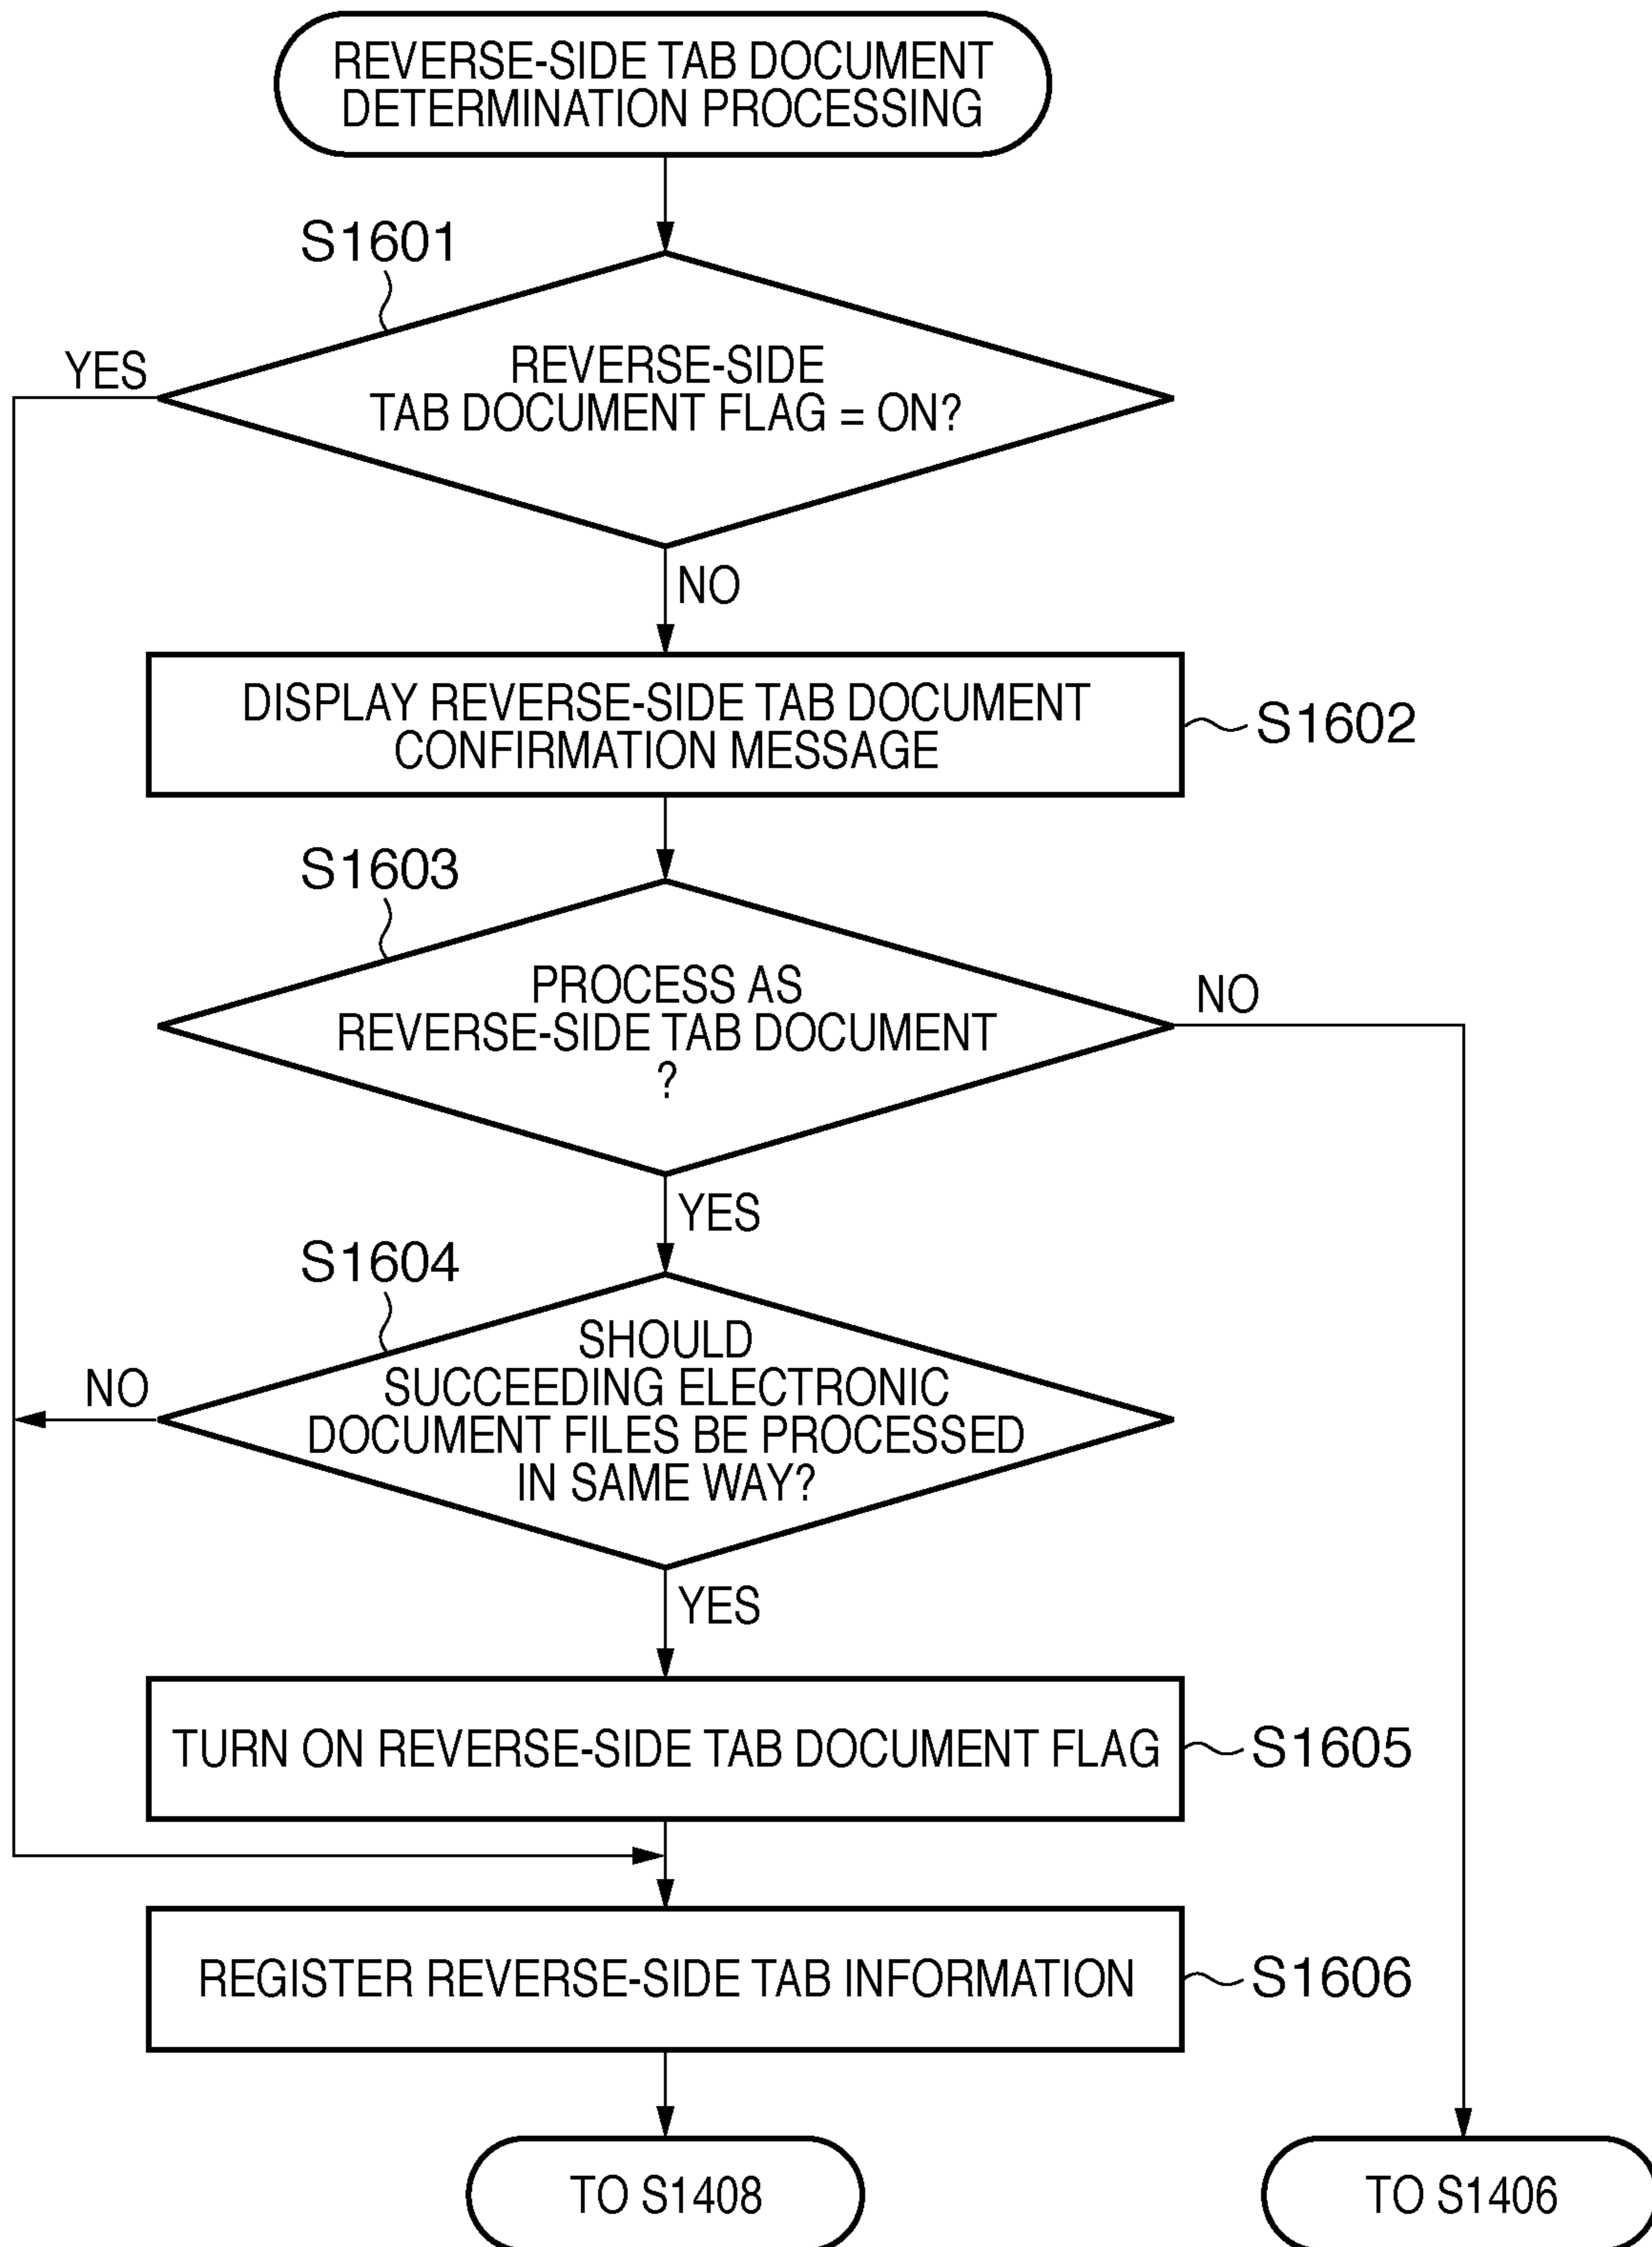 REVERSE-SIDE TAB DOCUMENT
DETERMINATION PROCESSING
S1601
YES
REVERSE-SIDE
TAB DOCUMENT FLAG = ON?
NO
DISPLAY REVERSE-SIDE TAB DOCUMENT
CONFIRMATION MESSAGE
S1602
S1603
PROCESS AS
REVERSE-SIDE TAB DOCUMENT
?
NO
YES
S1604
NO
SHOULD
SUCCEEDING ELECTRONIC
DOCUMENT FILES BE PROCESSED
IN SAME WAY?
YES
TURN ON REVERSE-SIDE TAB DOCUMENT FLAG
S1605
REGISTER REVERSE-SIDE TAB INFORMATION
S1606
TO S1408
TO S1406